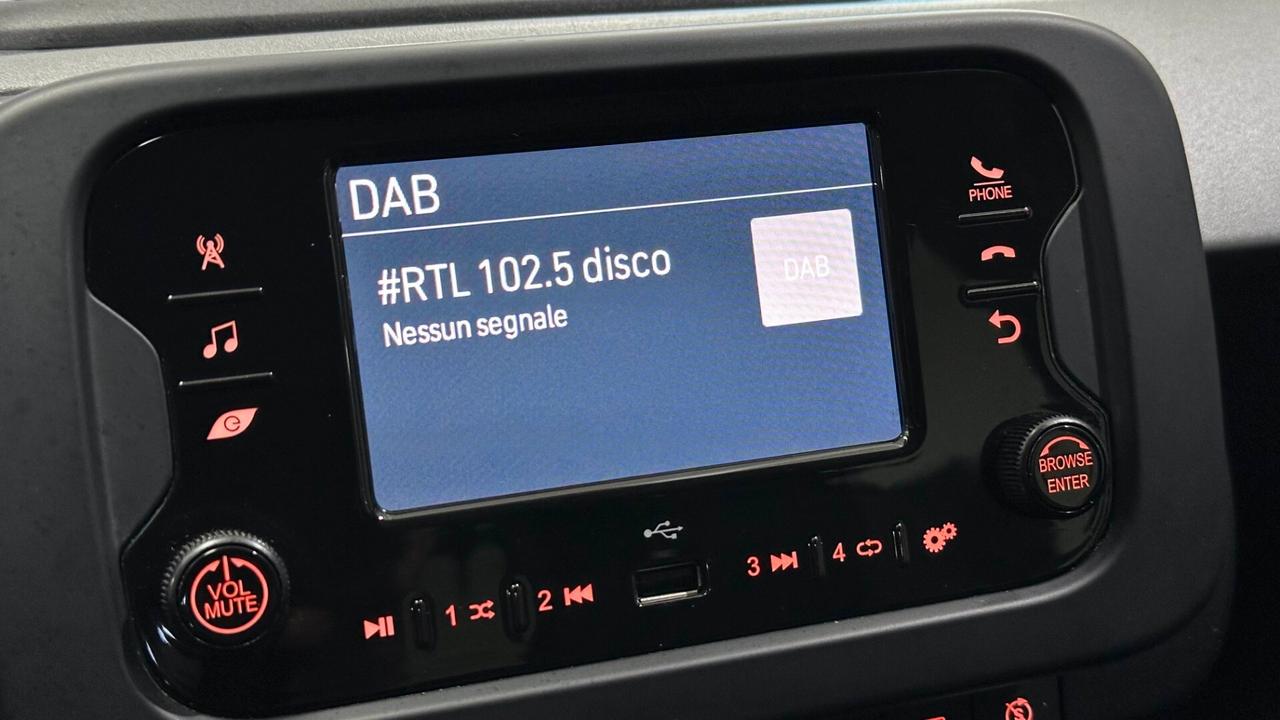 DAB
#RTL 102.5 disco
DAB
Nessun segnale
PHONE
BROWSE
ENTER
VOL
MUTE
1
2
3
4